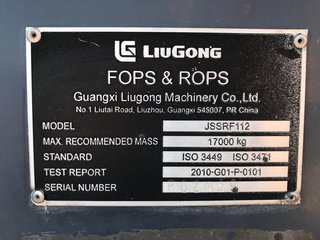 LG LIUGONG
FOPS & ROPS
Guangxi Liugong Machinery Co.,Ltd.
No.1 Liutai Road, Liuzhou, Guangxi 545007, PR China
MODEL JSSRF112
MAX. RECOMMENDED MASS 17000 kg
STANDARD ISO 3449 ISO 3471
TEST REPORT 2010-G01-P-0101
SERIAL NUMBER